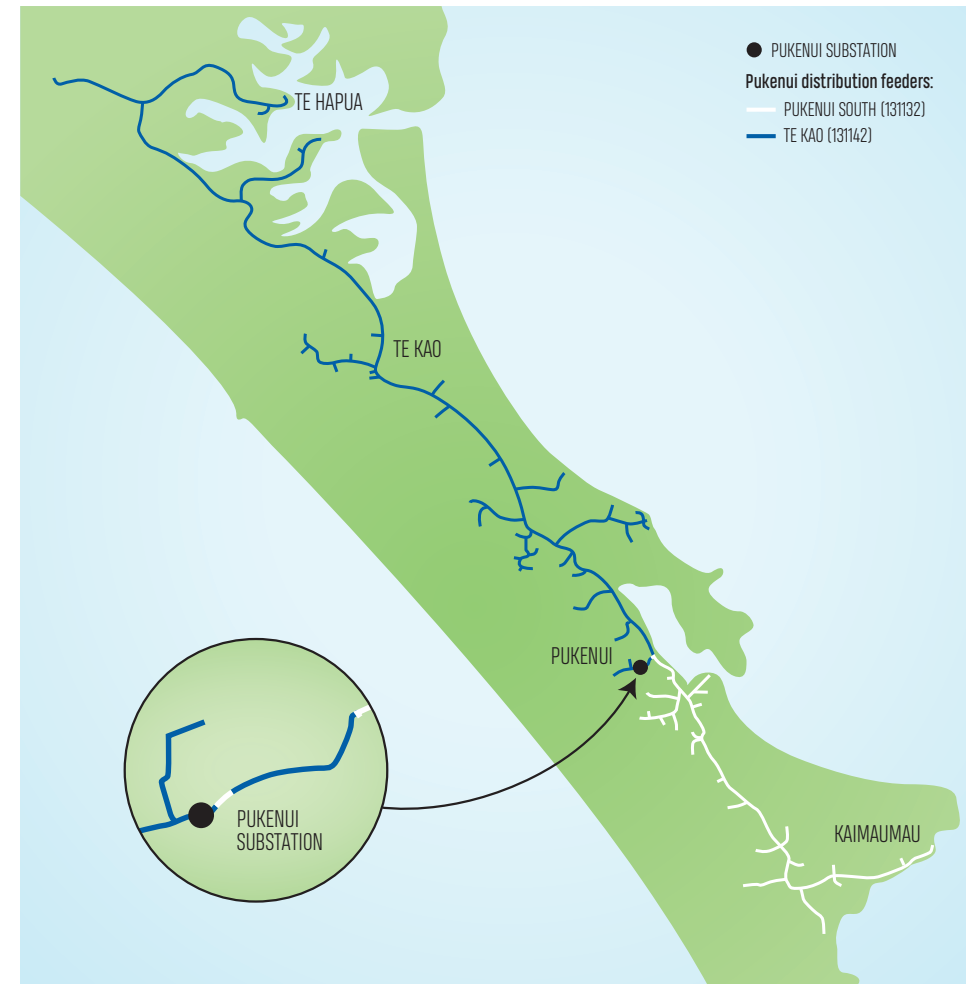 PUKENUI SUBSTATION
Pukenui distribution feeders:
PUKENUI SOUTH (131132)
TE KAO (131142)
TE HAPUA
TE KAO
PUKENUI
PUKENUI
SUBSTATION
KAIMAUMAU